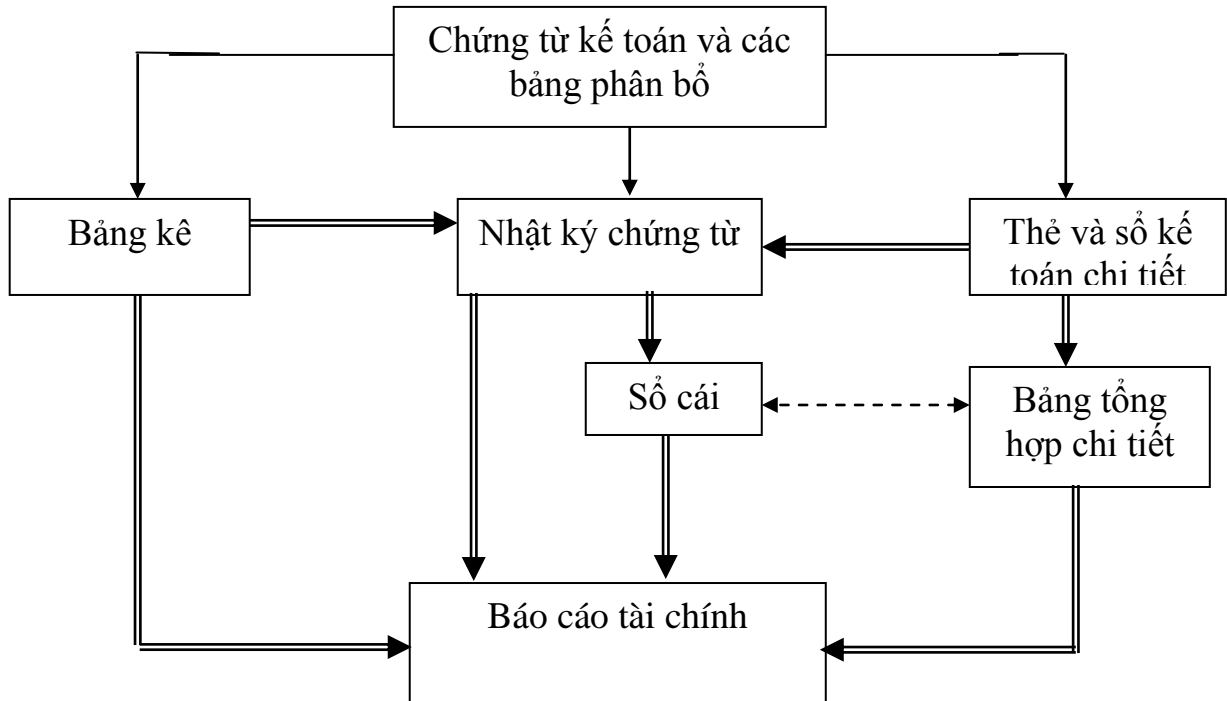 Chứng từ kế toán và các
bảng phân bổ
Bảng kê
Nhật ký chứng từ
Thẻ và sổ kế
toán chi tiết
Sổ cái
Bảng tổng
hợp chi tiết
Báo cáo tài chính